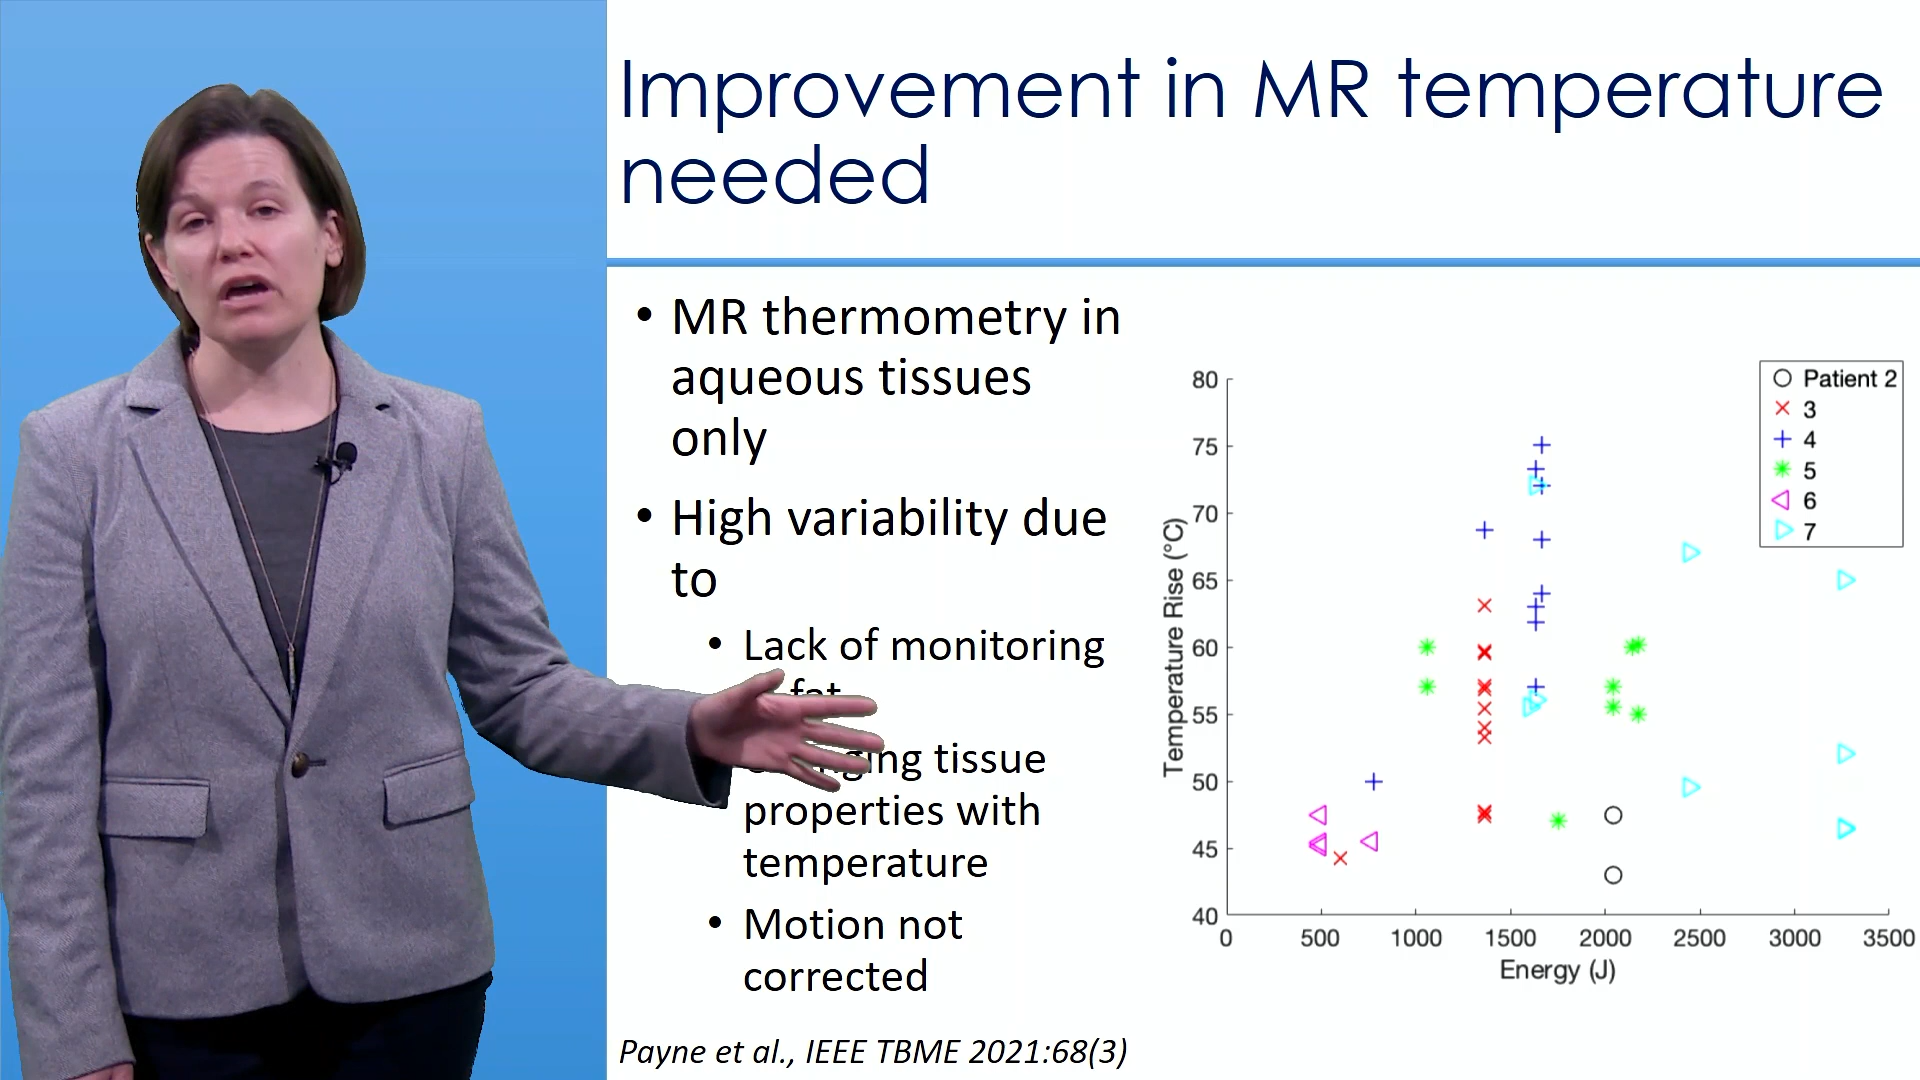 Improvement in MR temperature
needed
• MR thermometry in
aqueous tissues
only
• High variability due
to
• Lack of monitoring
fat
tissue
properties with
temperature
• Motion not
corrected
Payne et al., IEEE TBME 2021:68(3)
80
75
70
65
60
55
50
45
40
Temperature Rise (°C)
0 500 1000 1500 2000 2500 3000 3500
Energy (J)
Patient 2
3
4
5
6
7